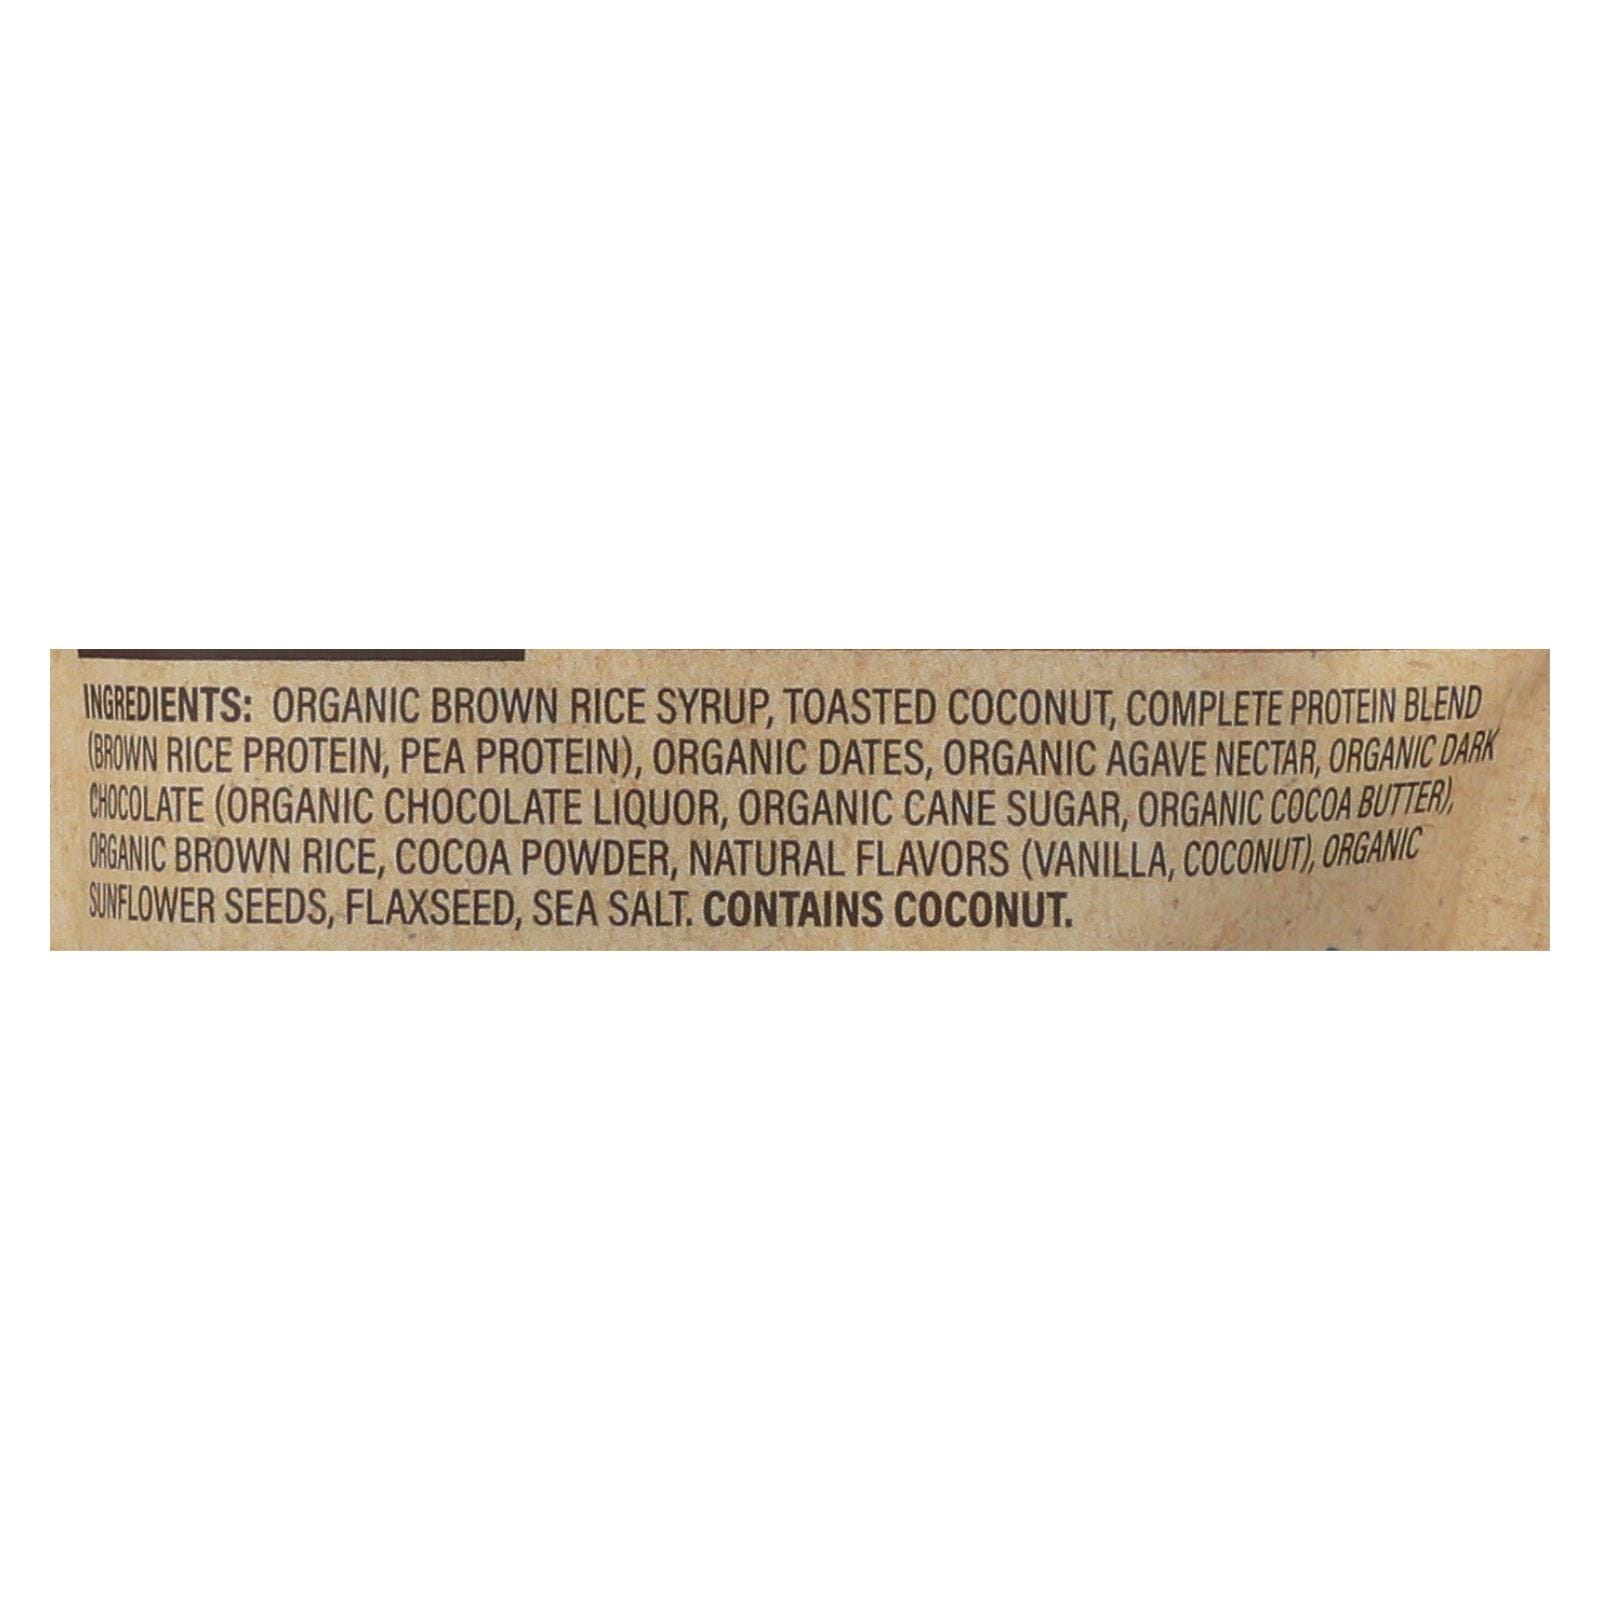 INGREDIENTS: ORGANIC BROWN RICE SYRUP, TOASTED COCONUT, COMPLETE PROTEIN BLEND
(BROWN RICE PROTEIN, PEA PROTEIN), ORGANIC DATES, ORGANIC AGAVE NECTAR, ORGANIC DARK
CHOCOLATE (ORGANIC CHOCOLATE LIQUOR, ORGANIC CANE SUGAR, ORGANIC COCOA BUTTER),
ORGANIC BROWN RICE, COCOA POWDER, NATURAL FLAVORS (VANILLA, COCONUT), ORGANIC
SUNFLOWER SEEDS, FLAXSEED, SEA SALT. CONTAINS COCONUT.